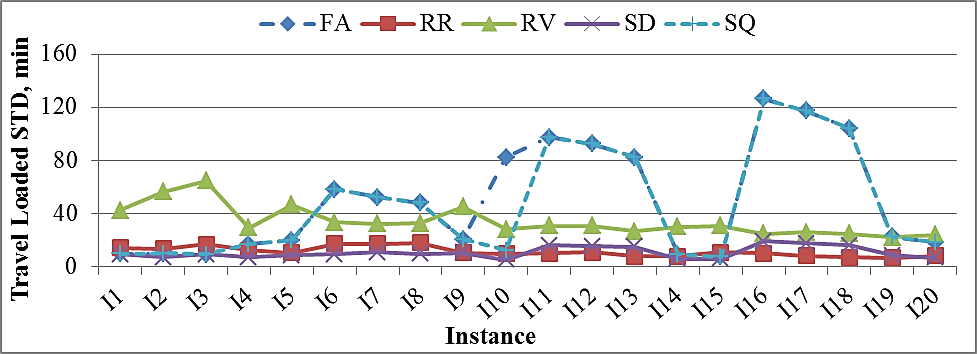 FA RR RV SD SQ
160
120
80
40
0
Travel Loaded STD, min
I1 I2 I3 I4 I5 I6 I7 I8 I9 I10 I11 I12 I13 I14 I15 I16 I17 I18 I19 I20
Instance